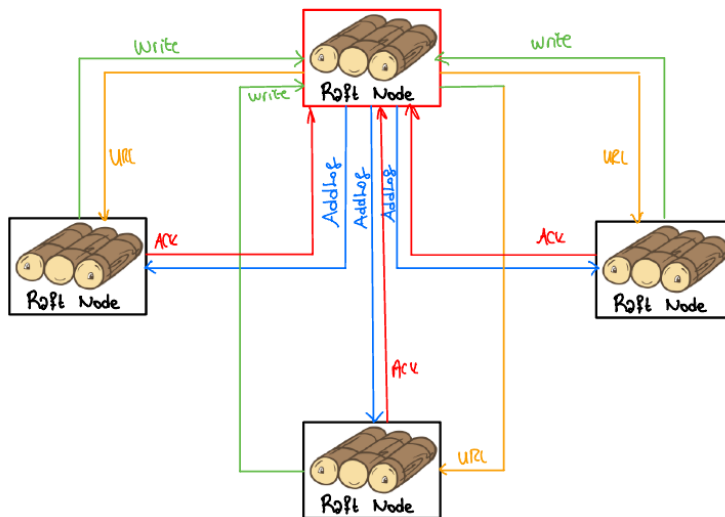 Write
Write
Raft Node
Write
URL
URL
AddLog
AddLog
AddLog
ACK
ACK
Raft Node
Raft Node
ACK
URL
Raft Node